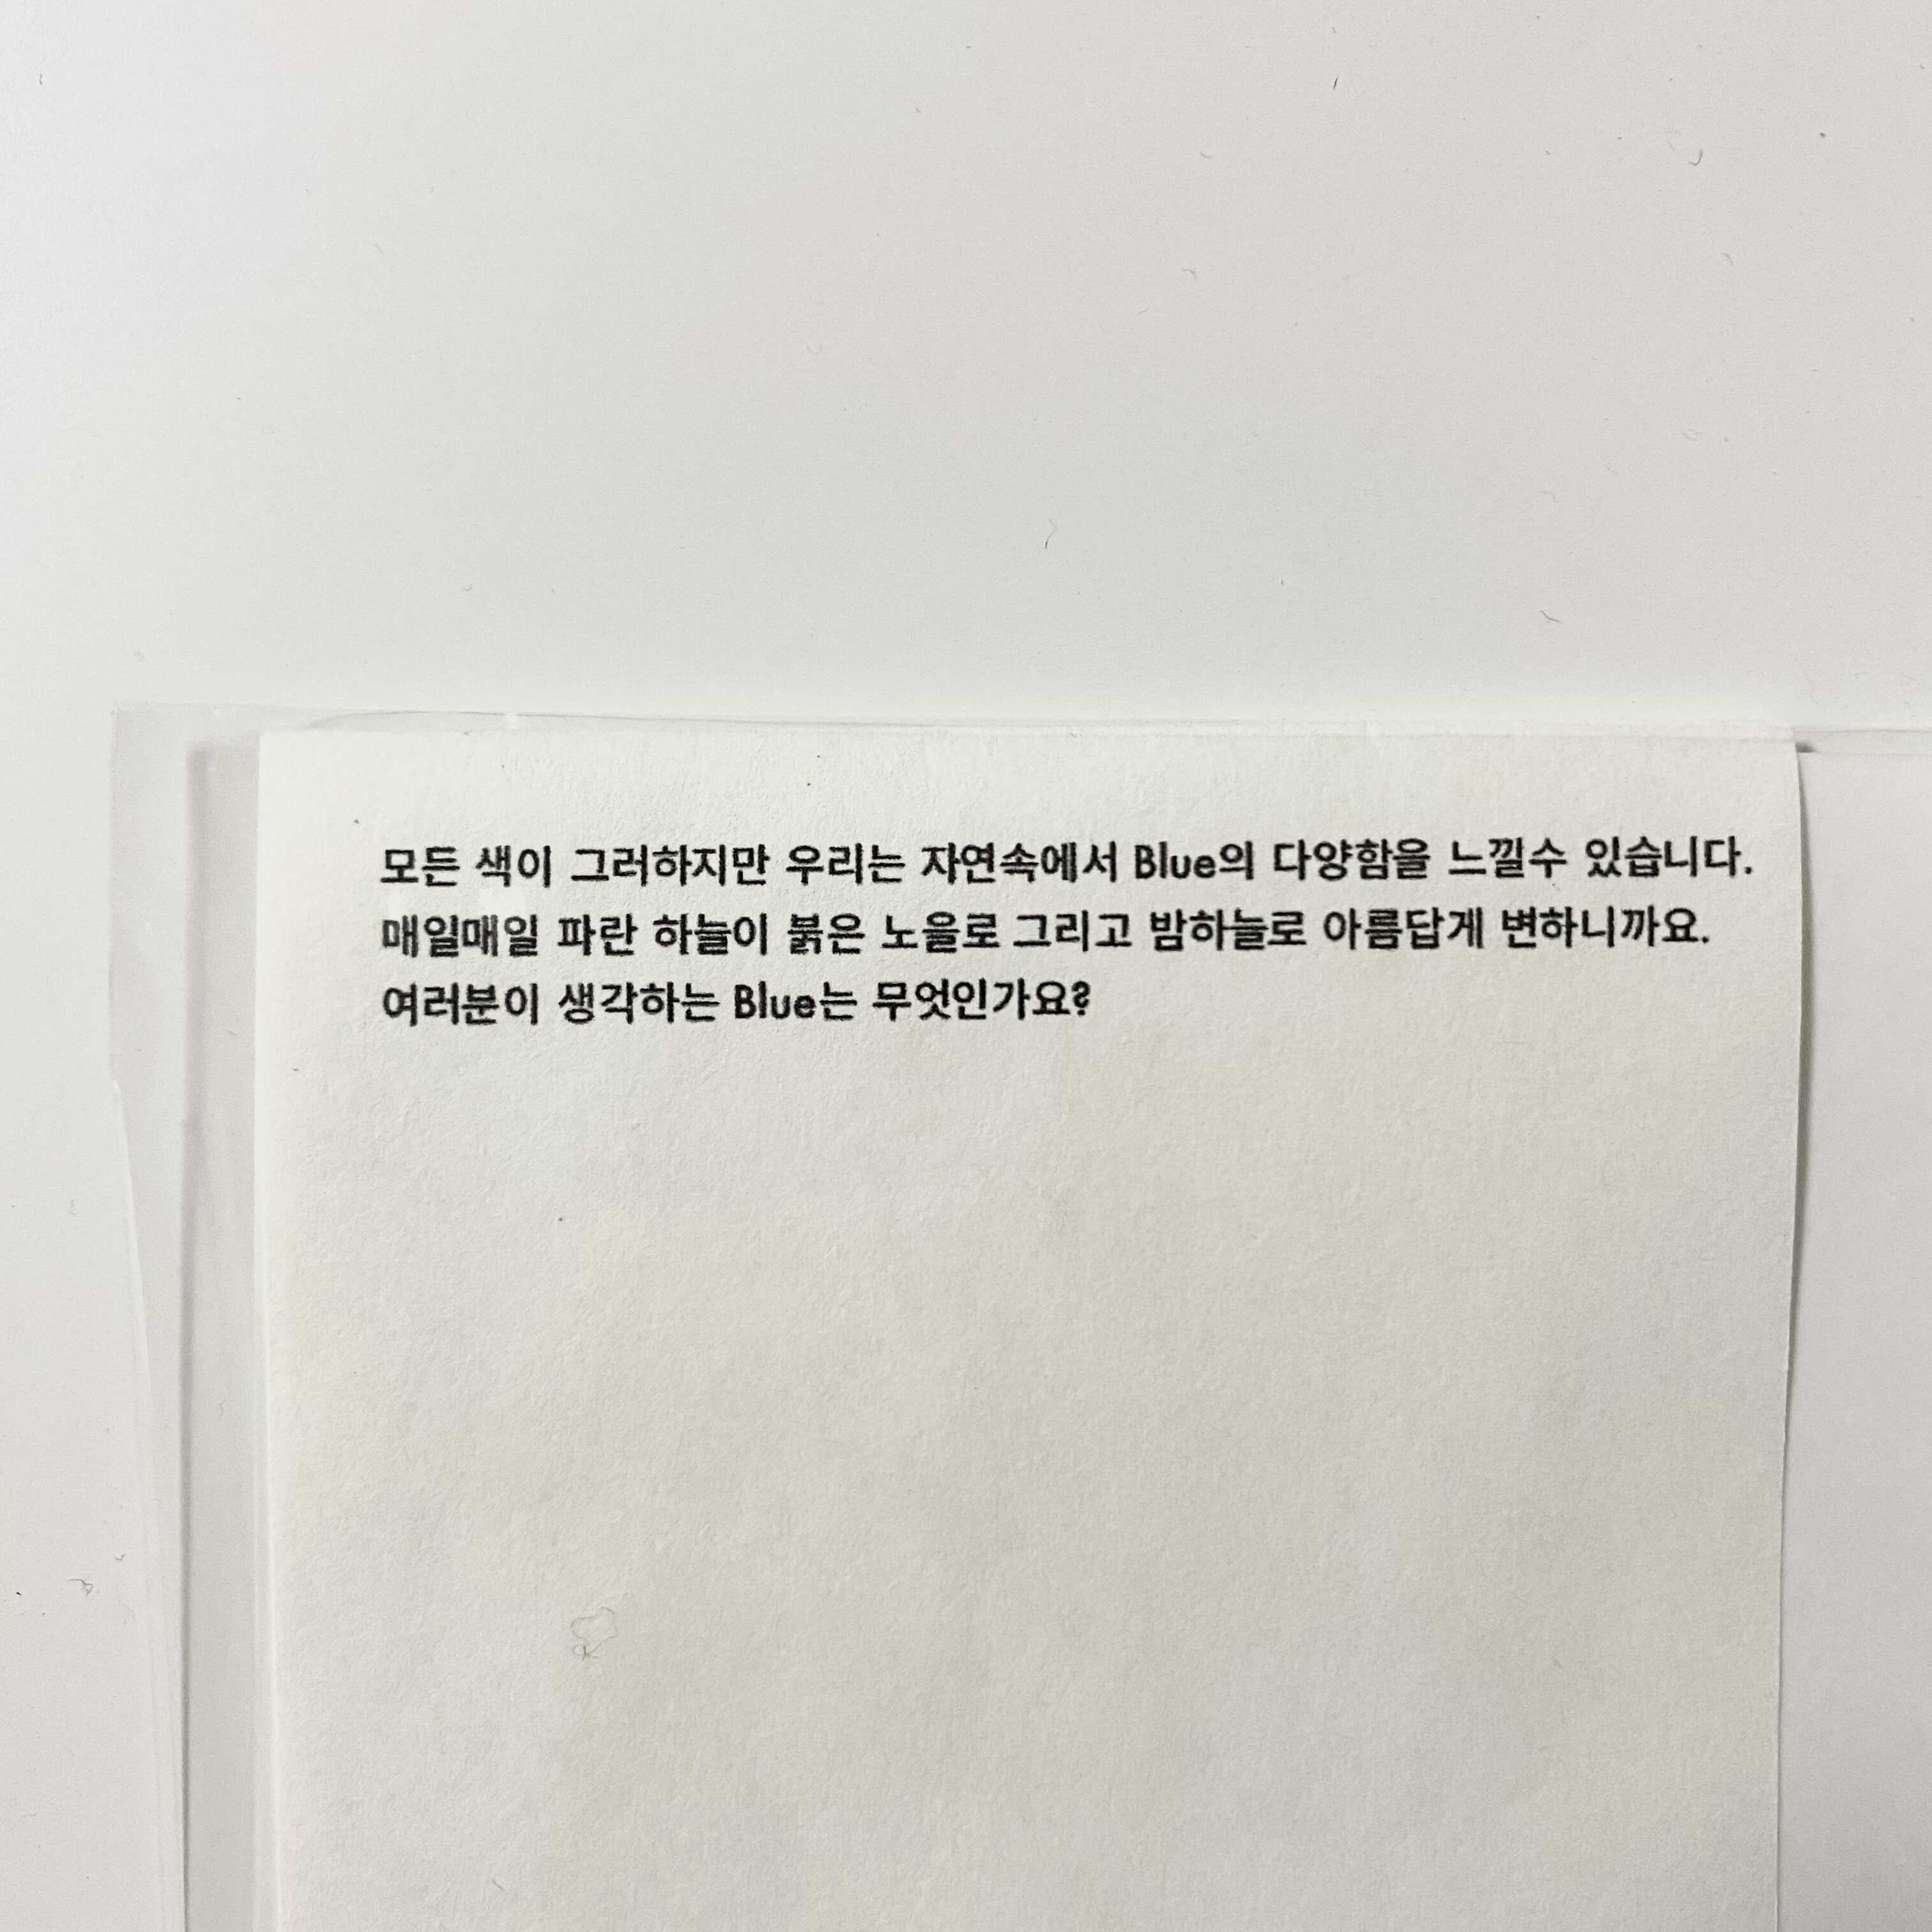 모든 색이 그러하지만 우리는 자연속에서 Blue의 다양함을 느낄수 있습니다.
매일매일 파란 하늘이 붉은 노을로 그리고 밤하늘로 아름답게 변하니까요.
여러분이 생각하는 Blue는 무엇인가요?